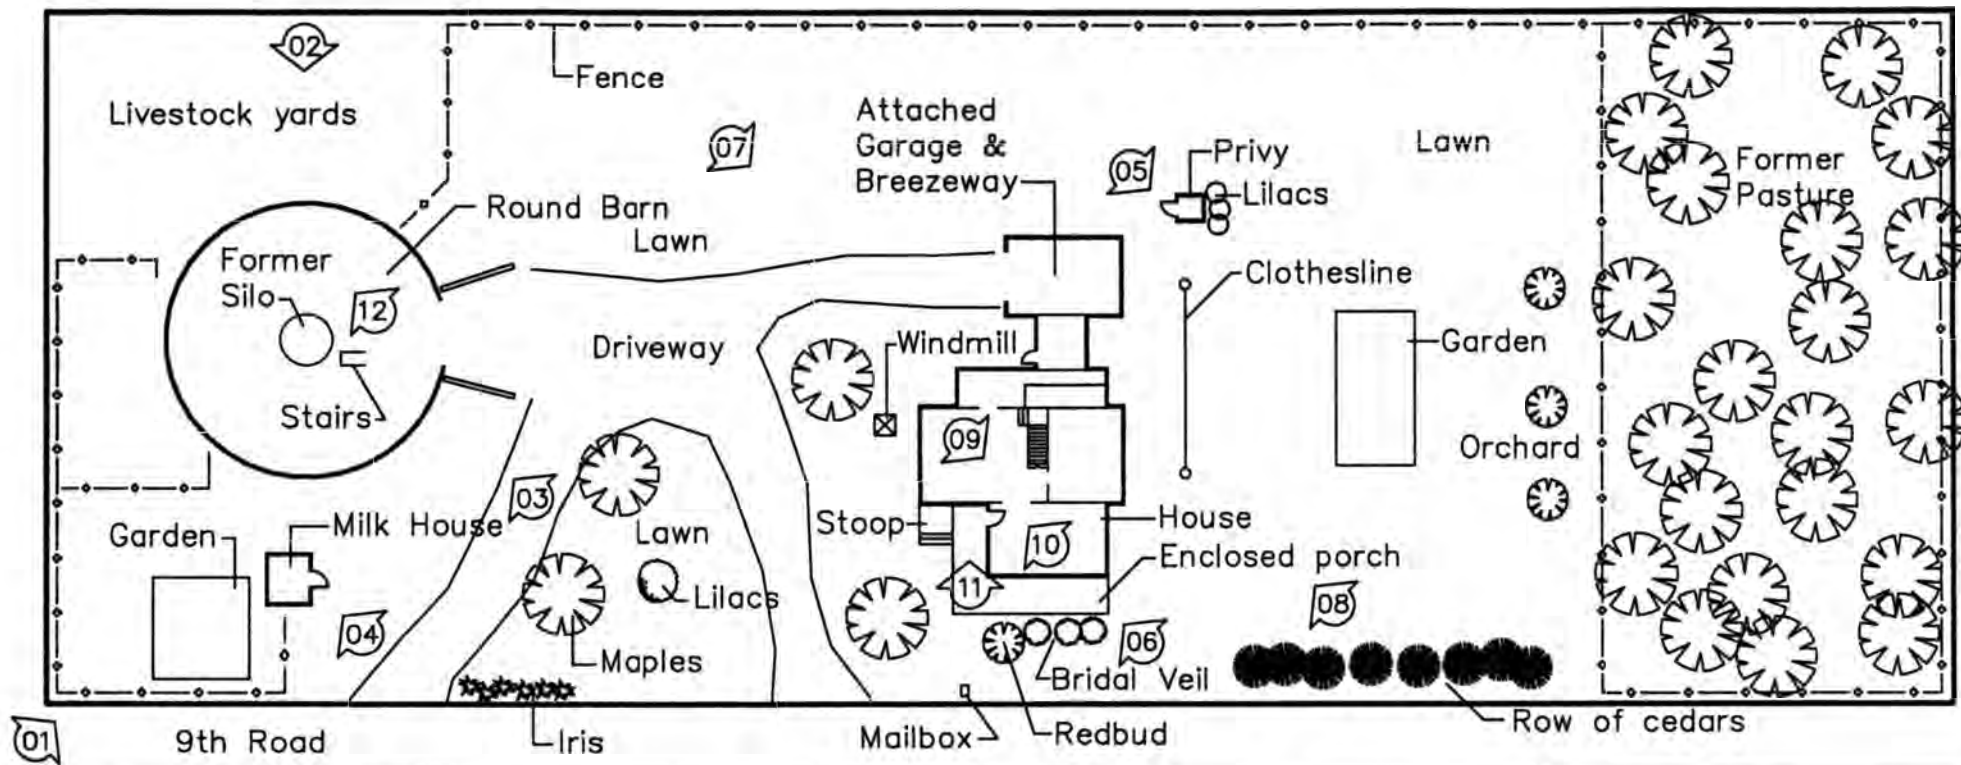 02
Fence
Livestock yards
07
Attached
Garage &
Breezeway
05
Privy
Lilacs
Lawn
Former
Pasture
Round Barn
Lawn
Former
Silo
12
Clothesline
Driveway
Windmill
Garden
Stairs
09
Orchard
03
Garden
Milk House
Lawn
Stoop
10
House
Enclosed porch
11
Lilacs
08
04
06
Maples
Bridal Veil
01
9th Road
Iris
Mailbox
Redbud
Row of cedars